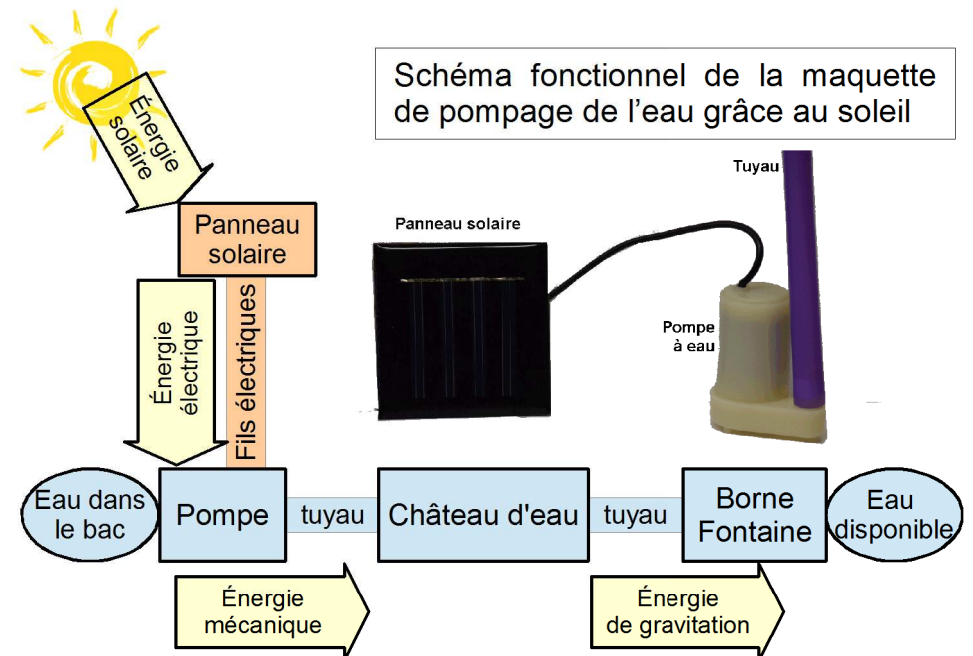 Schéma fonctionnel de la maquette
de pompage de l'eau grâce au soleil
Énergie
solaire
Panneau
solaire
Énergie
électrique
Fils électriques
Panneau solaire
Tuyau
Pompe
à eau
Eau dans
le bac
Pompe
tuyau
Château d'eau
tuyau
Borne
Fontaine
Eau
disponible
Énergie
mécanique
Énergie
de gravitation